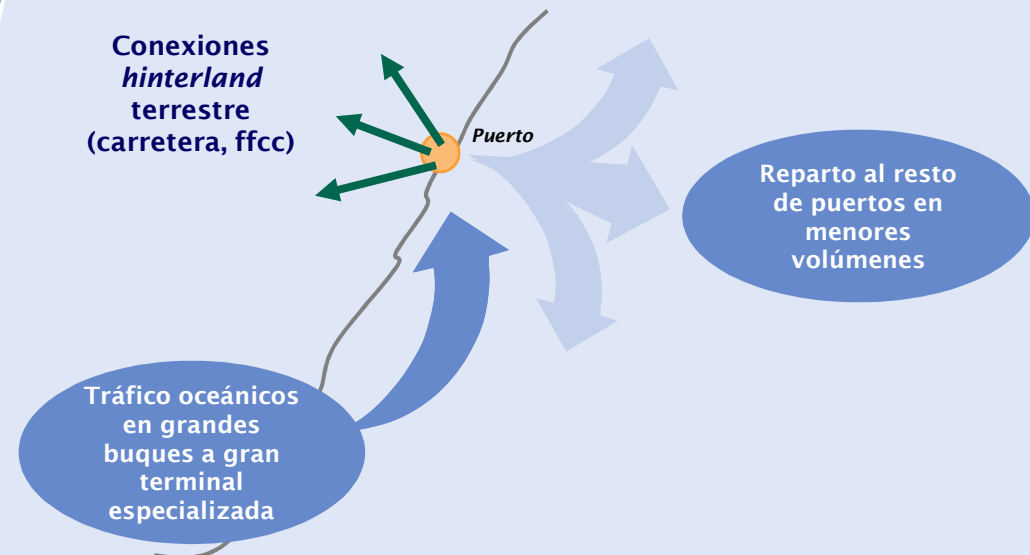 Conexiones
hinterland
terrestre
(carretera, ffcc)
Puerto
Reparto al resto
de puertos en
menores
volúmenes
Tráfico oceánicos
en grandes
buques a gran
terminal
especializada